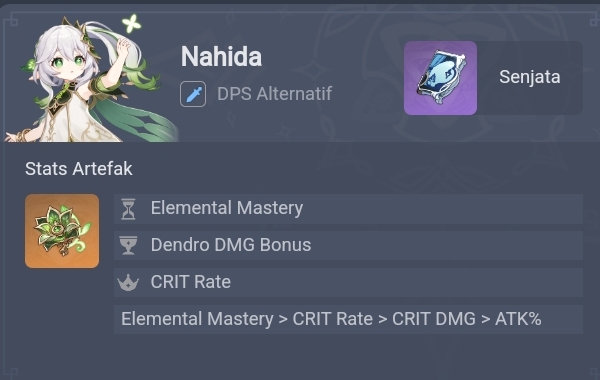 Nahida
DPS Alternatif
Senjata
Stats Artefak
Elemental Mastery
Dendro DMG Bonus
CRIT Rate
Elemental Mastery > CRIT Rate > CRIT DMG > ATK%